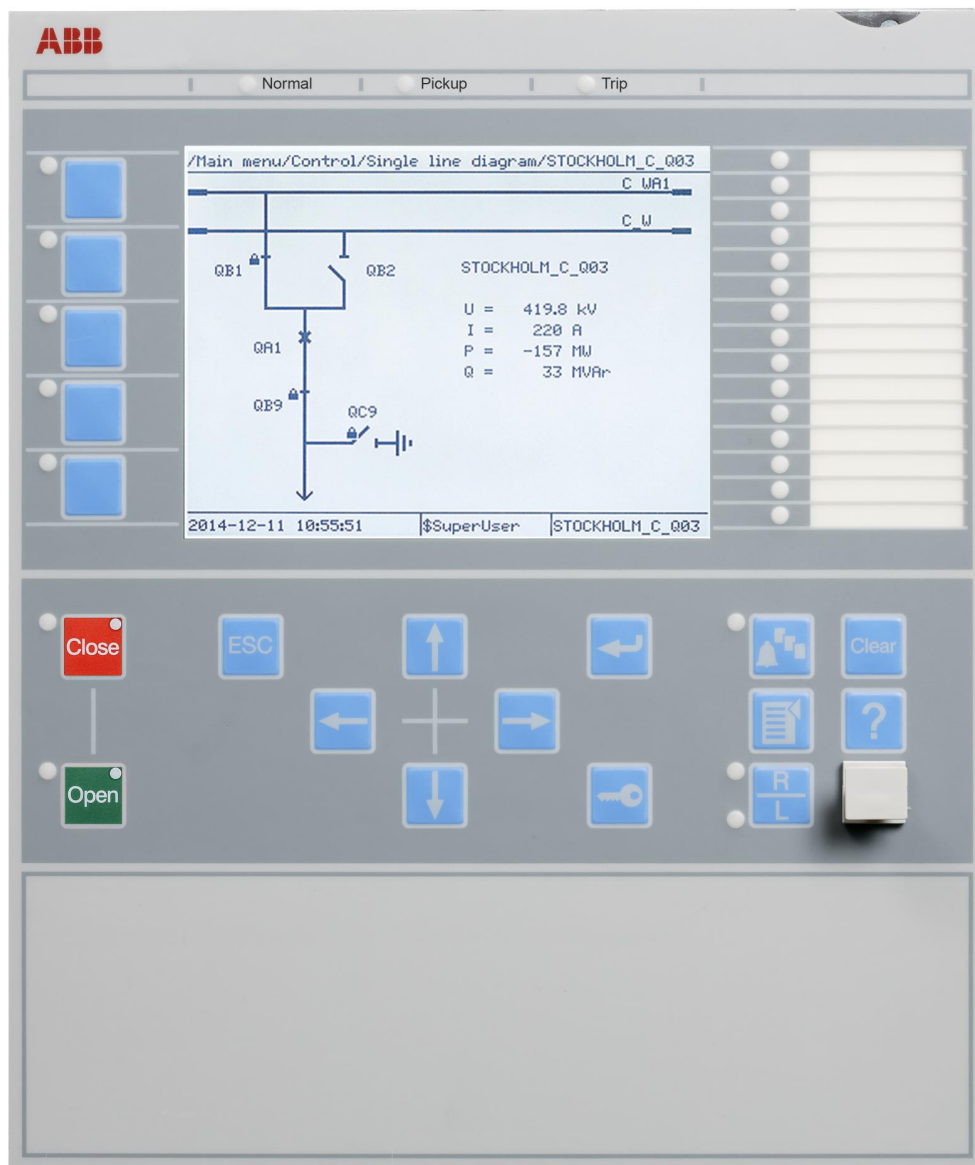 ABB
Normal Pickup Trip
/Main menu/Control/Single line diagram/STOCKHOLM_C_Q03
C_WA1
C_W
QB1 QB2 STOCKHOLM_C_Q03
U = 419.8 kV
I = 220 A
QA1 P = -157 MW
Q = 33 MVAr
QB9 QC9
2014-12-11 10:55:51 $SuperUser STOCKHOLM_C_Q03
Close ESC Clear
?
Open R
L